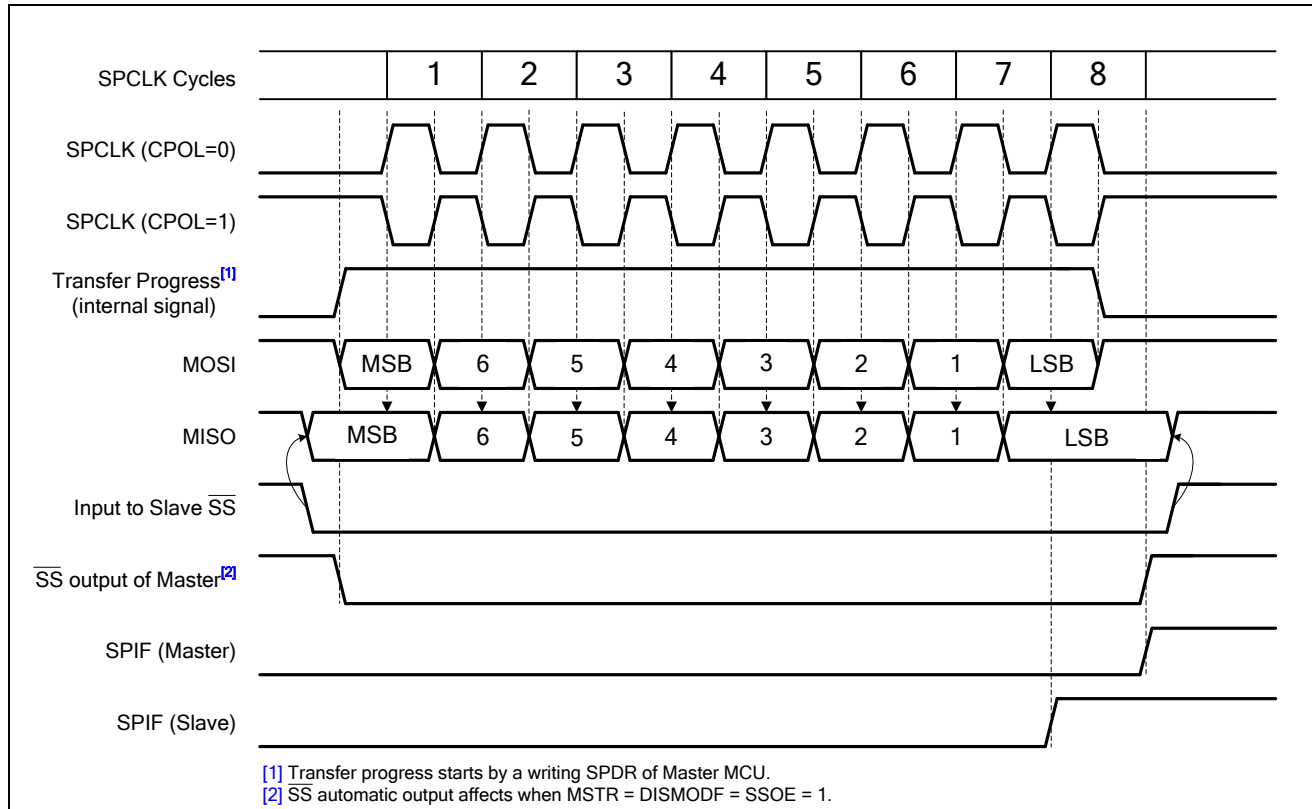 SPCLK Cycles 1 2 3 4 5 6 7 8
SPCLK (CPOL=0)
SPCLK (CPOL=1)
Transfer Progress[1]
(internal signal)
MOSI MSB 6 5 4 3 2 1 LSB
MISO MSB 6 5 4 3 2 1 LSB
Input to Slave S̅S̅
S̅S̅ output of Master[2]
SPIF (Master)
SPIF (Slave)
[1] Transfer progress starts by a writing SPDR of Master MCU.
[2] S̅S̅ automatic output affects when MSTR = DISMODF = SSOE = 1.